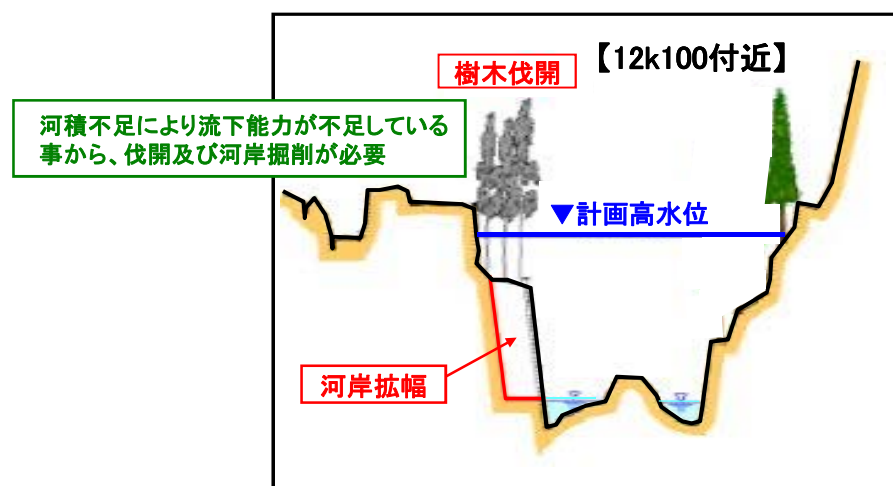 【12k100付近】
樹木伐開
河積不足により流下能力が不足している
事から、伐開及び河岸掘削が必要
▼計画高水位
河岸拡幅